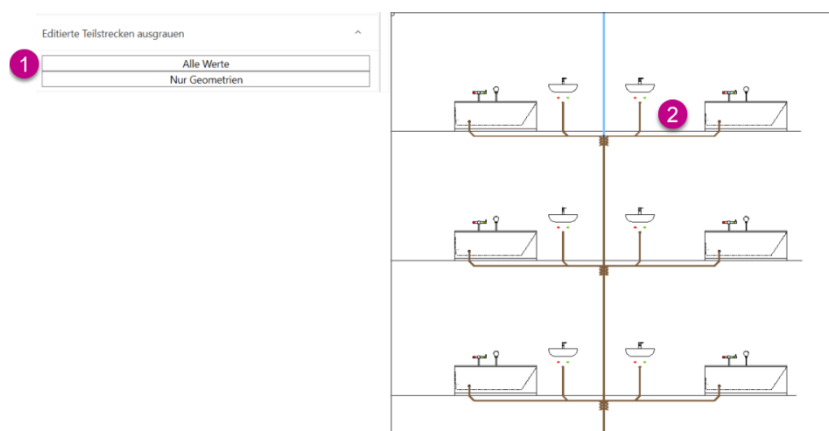 Editierte Teilstrecken ausgrauen
1
Alle Werte
Nur Geometrien
2